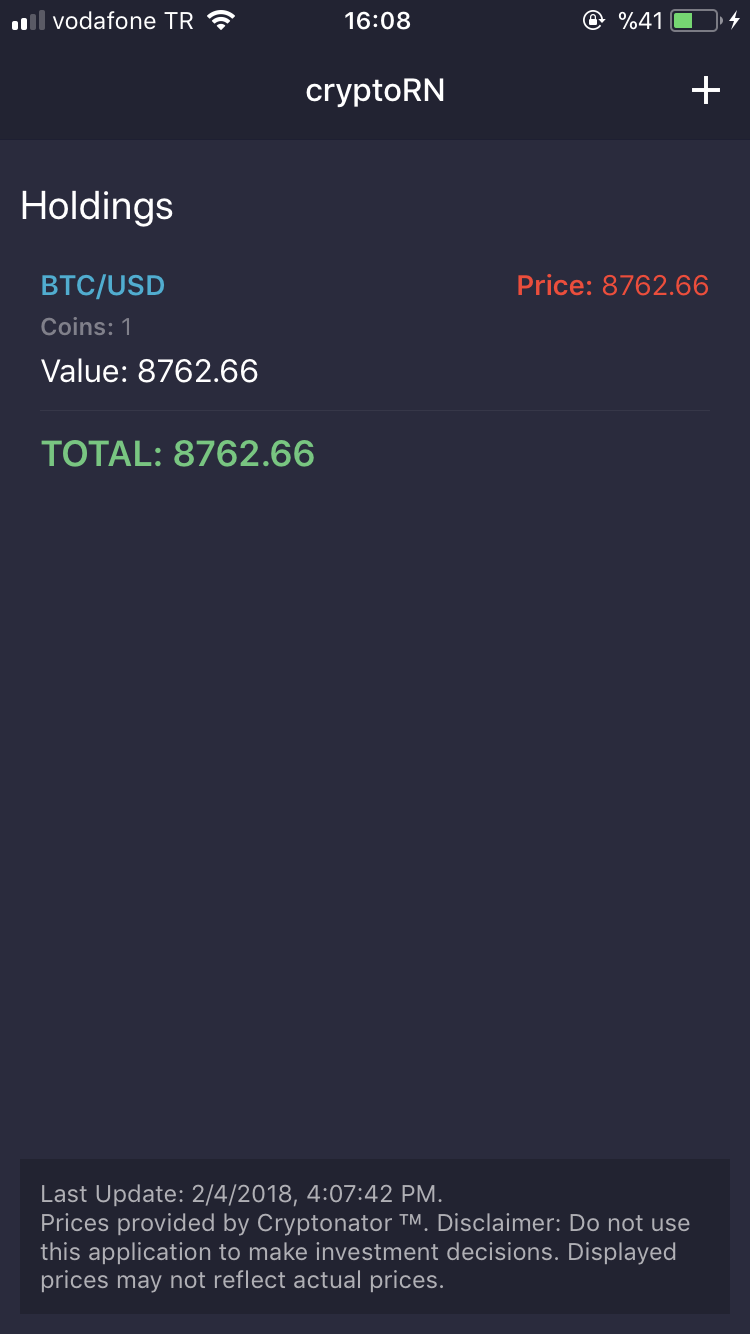 vodafone TR 16:08 %41
cryptoRN +
Holdings
BTC/USD Price: 8762.66
Coins: 1
Value: 8762.66
TOTAL: 8762.66
Last Update: 2/4/2018, 4:07:42 PM.
Prices provided by Cryptonator ™. Disclaimer: Do not use
this application to make investment decisions. Displayed
prices may not reflect actual prices.